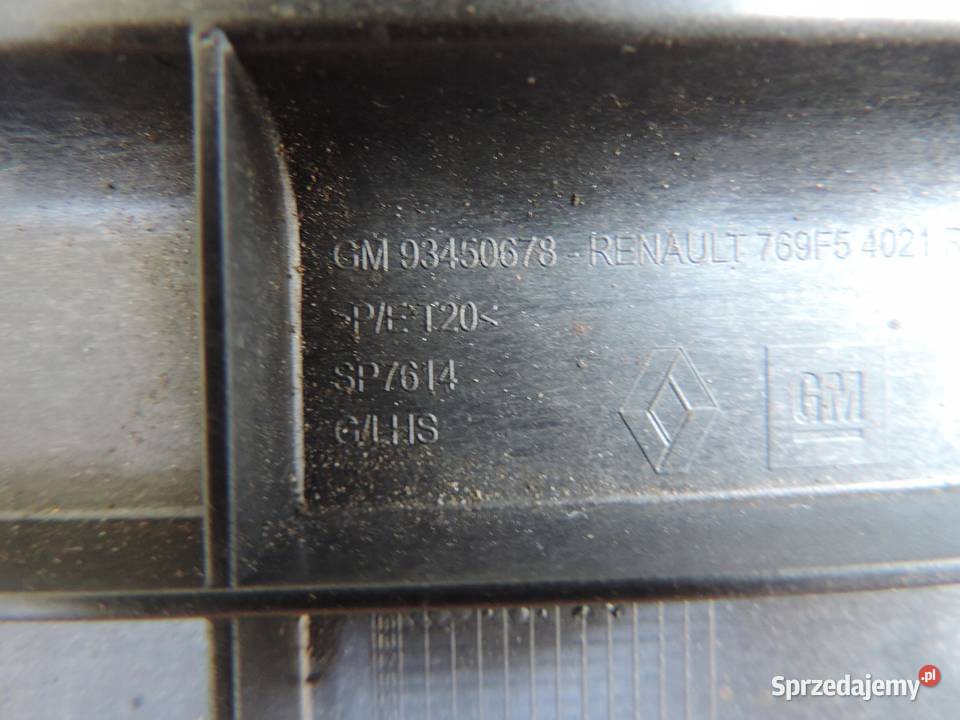 GM 93450678 - RENAULT 769F5 4021 R
>P/E T20<
SP7614
G/LHS
GM
Sprzedajemy.pl